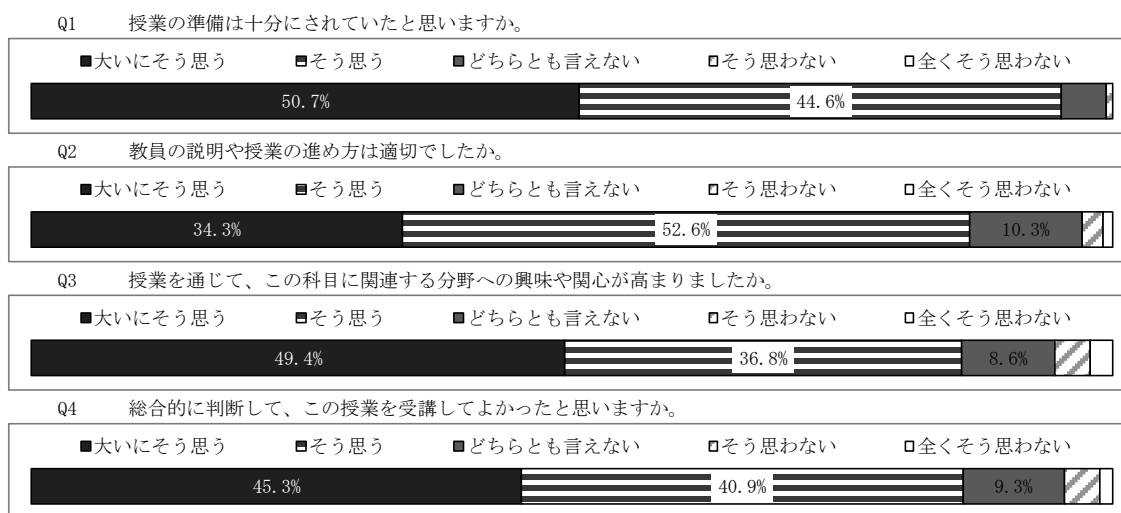 Q1 授業の準備は十分にされていたと思いますか。
■大いにそう思う そう思う ■どちらとも言えない そう思わない □全くそう思わない
50.7% 44.6%
Q2 教員の説明や授業の進め方は適切でしたか。
■大いにそう思う そう思う ■どちらとも言えない そう思わない □全くそう思わない
34.3% 52.6% 10.3%
Q3 授業を通じて、この科目に関連する分野への興味や関心が高まりましたか。
■大いにそう思う そう思う ■どちらとも言えない そう思わない □全くそう思わない
49.4% 36.8% 8.6%
Q4 総合的に判断して、この授業を受講してよかったと思いますか。
■大いにそう思う そう思う ■どちらとも言えない そう思わない □全くそう思わない
45.3% 40.9% 9.3%